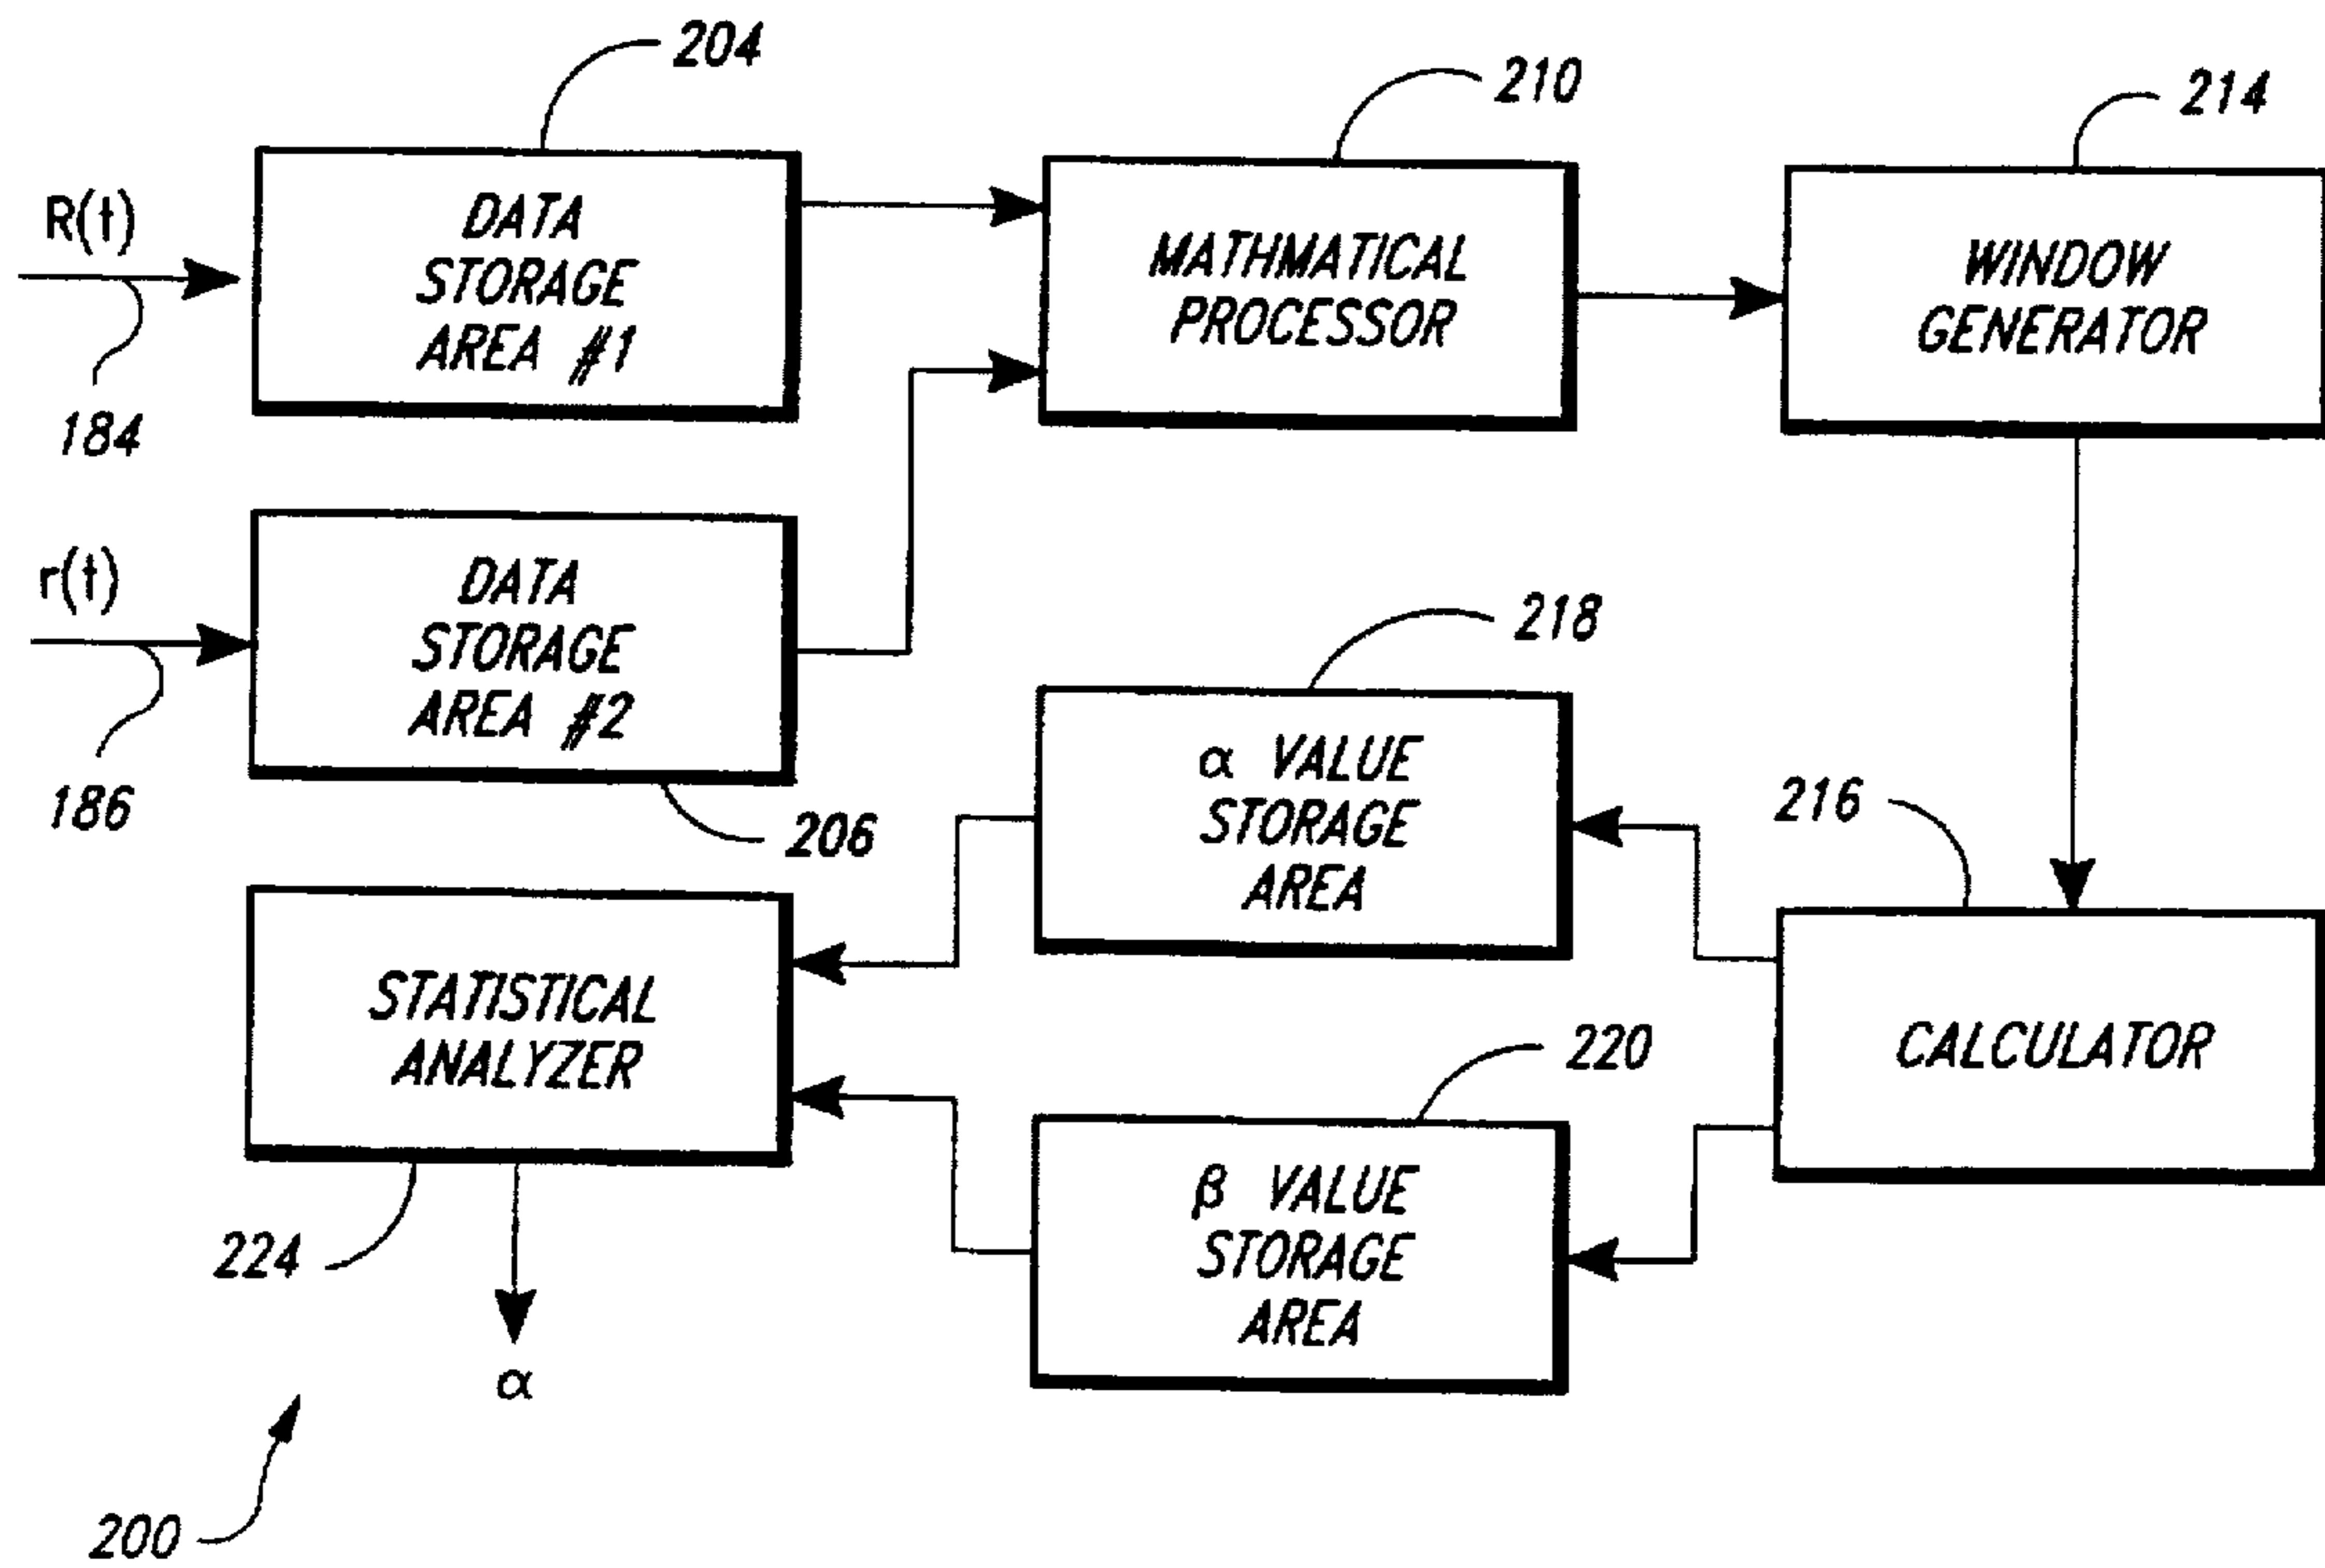 204
210
214
R(t)
DATA
STORAGE
AREA #1
MATHMATICAL
PROCESSOR
WINDOW
GENERATOR
184
r(t)
DATA
STORAGE
AREA #2
218
186
206
α VALUE
STORAGE
AREA
216
STATISTICAL
ANALYZER
220
CALCULATOR
β VALUE
STORAGE
AREA
224
α
200